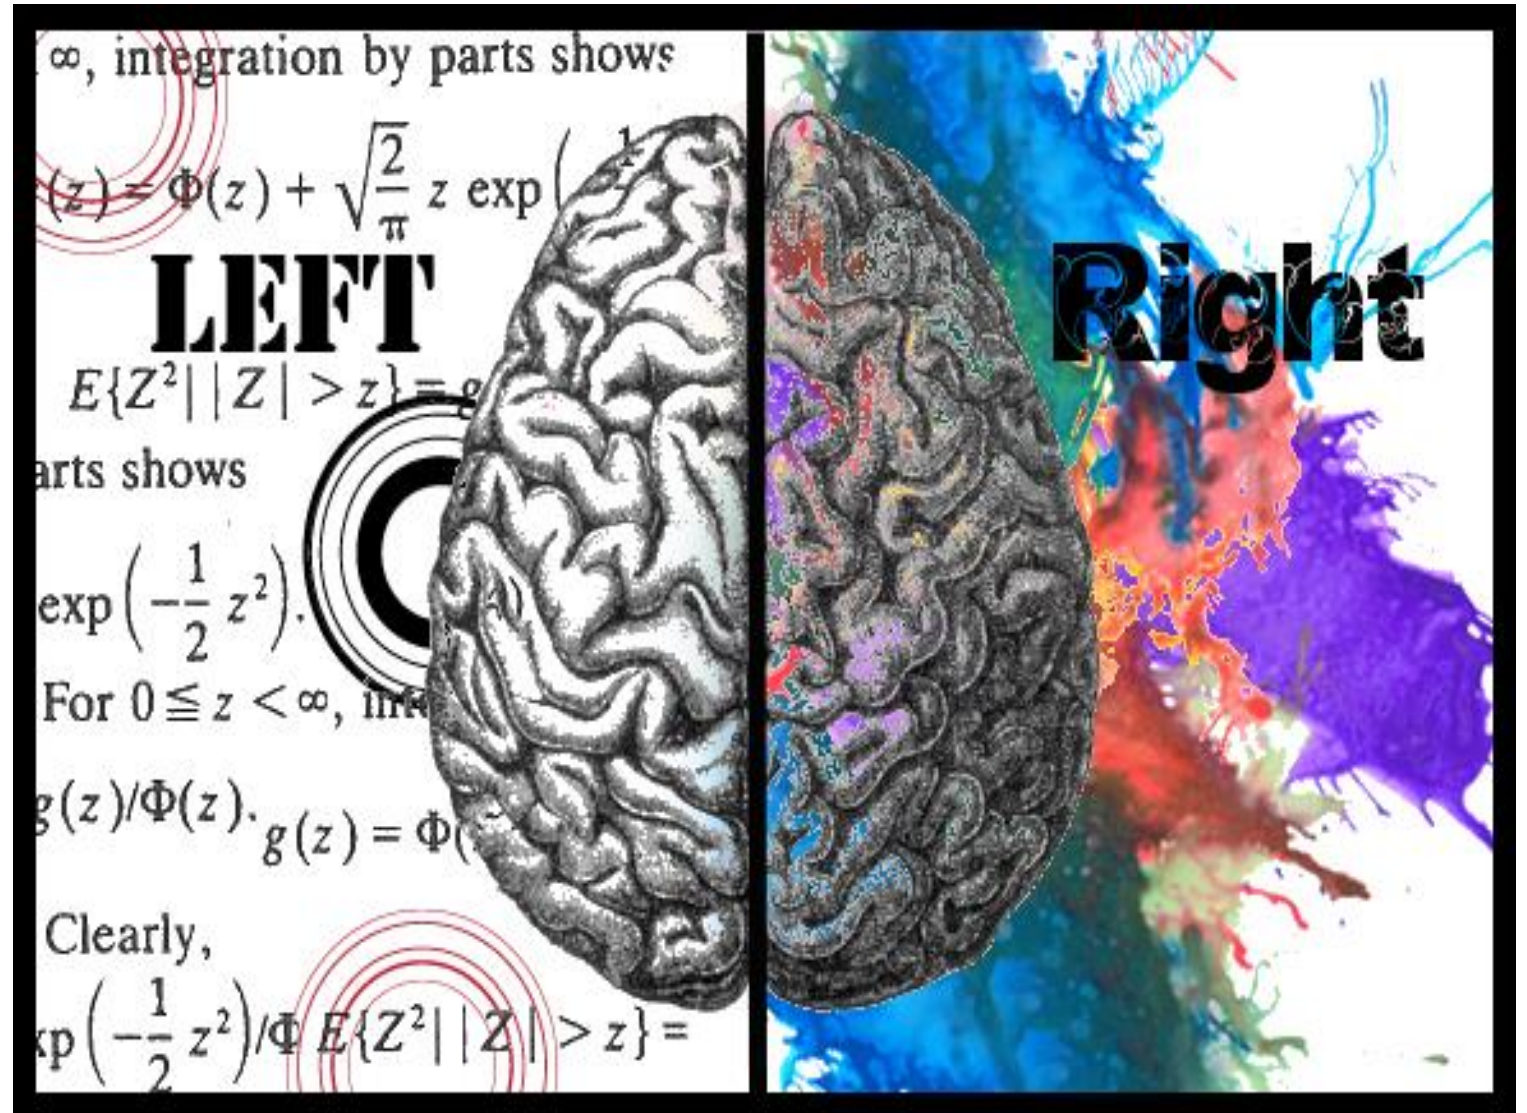 ∞, integration by parts shows
(z) = Φ(z) + √(2/π) z exp(
LEFT
E{Z²| |Z| > z} = g
arts shows
exp(−1/2 z²).
For 0 ≦ z < ∞, int
g(z)/Φ(z).
g(z) = Φ(
Clearly,
xp(−1/2 z²)/Φ E{Z²| |Z| > z} =
Right